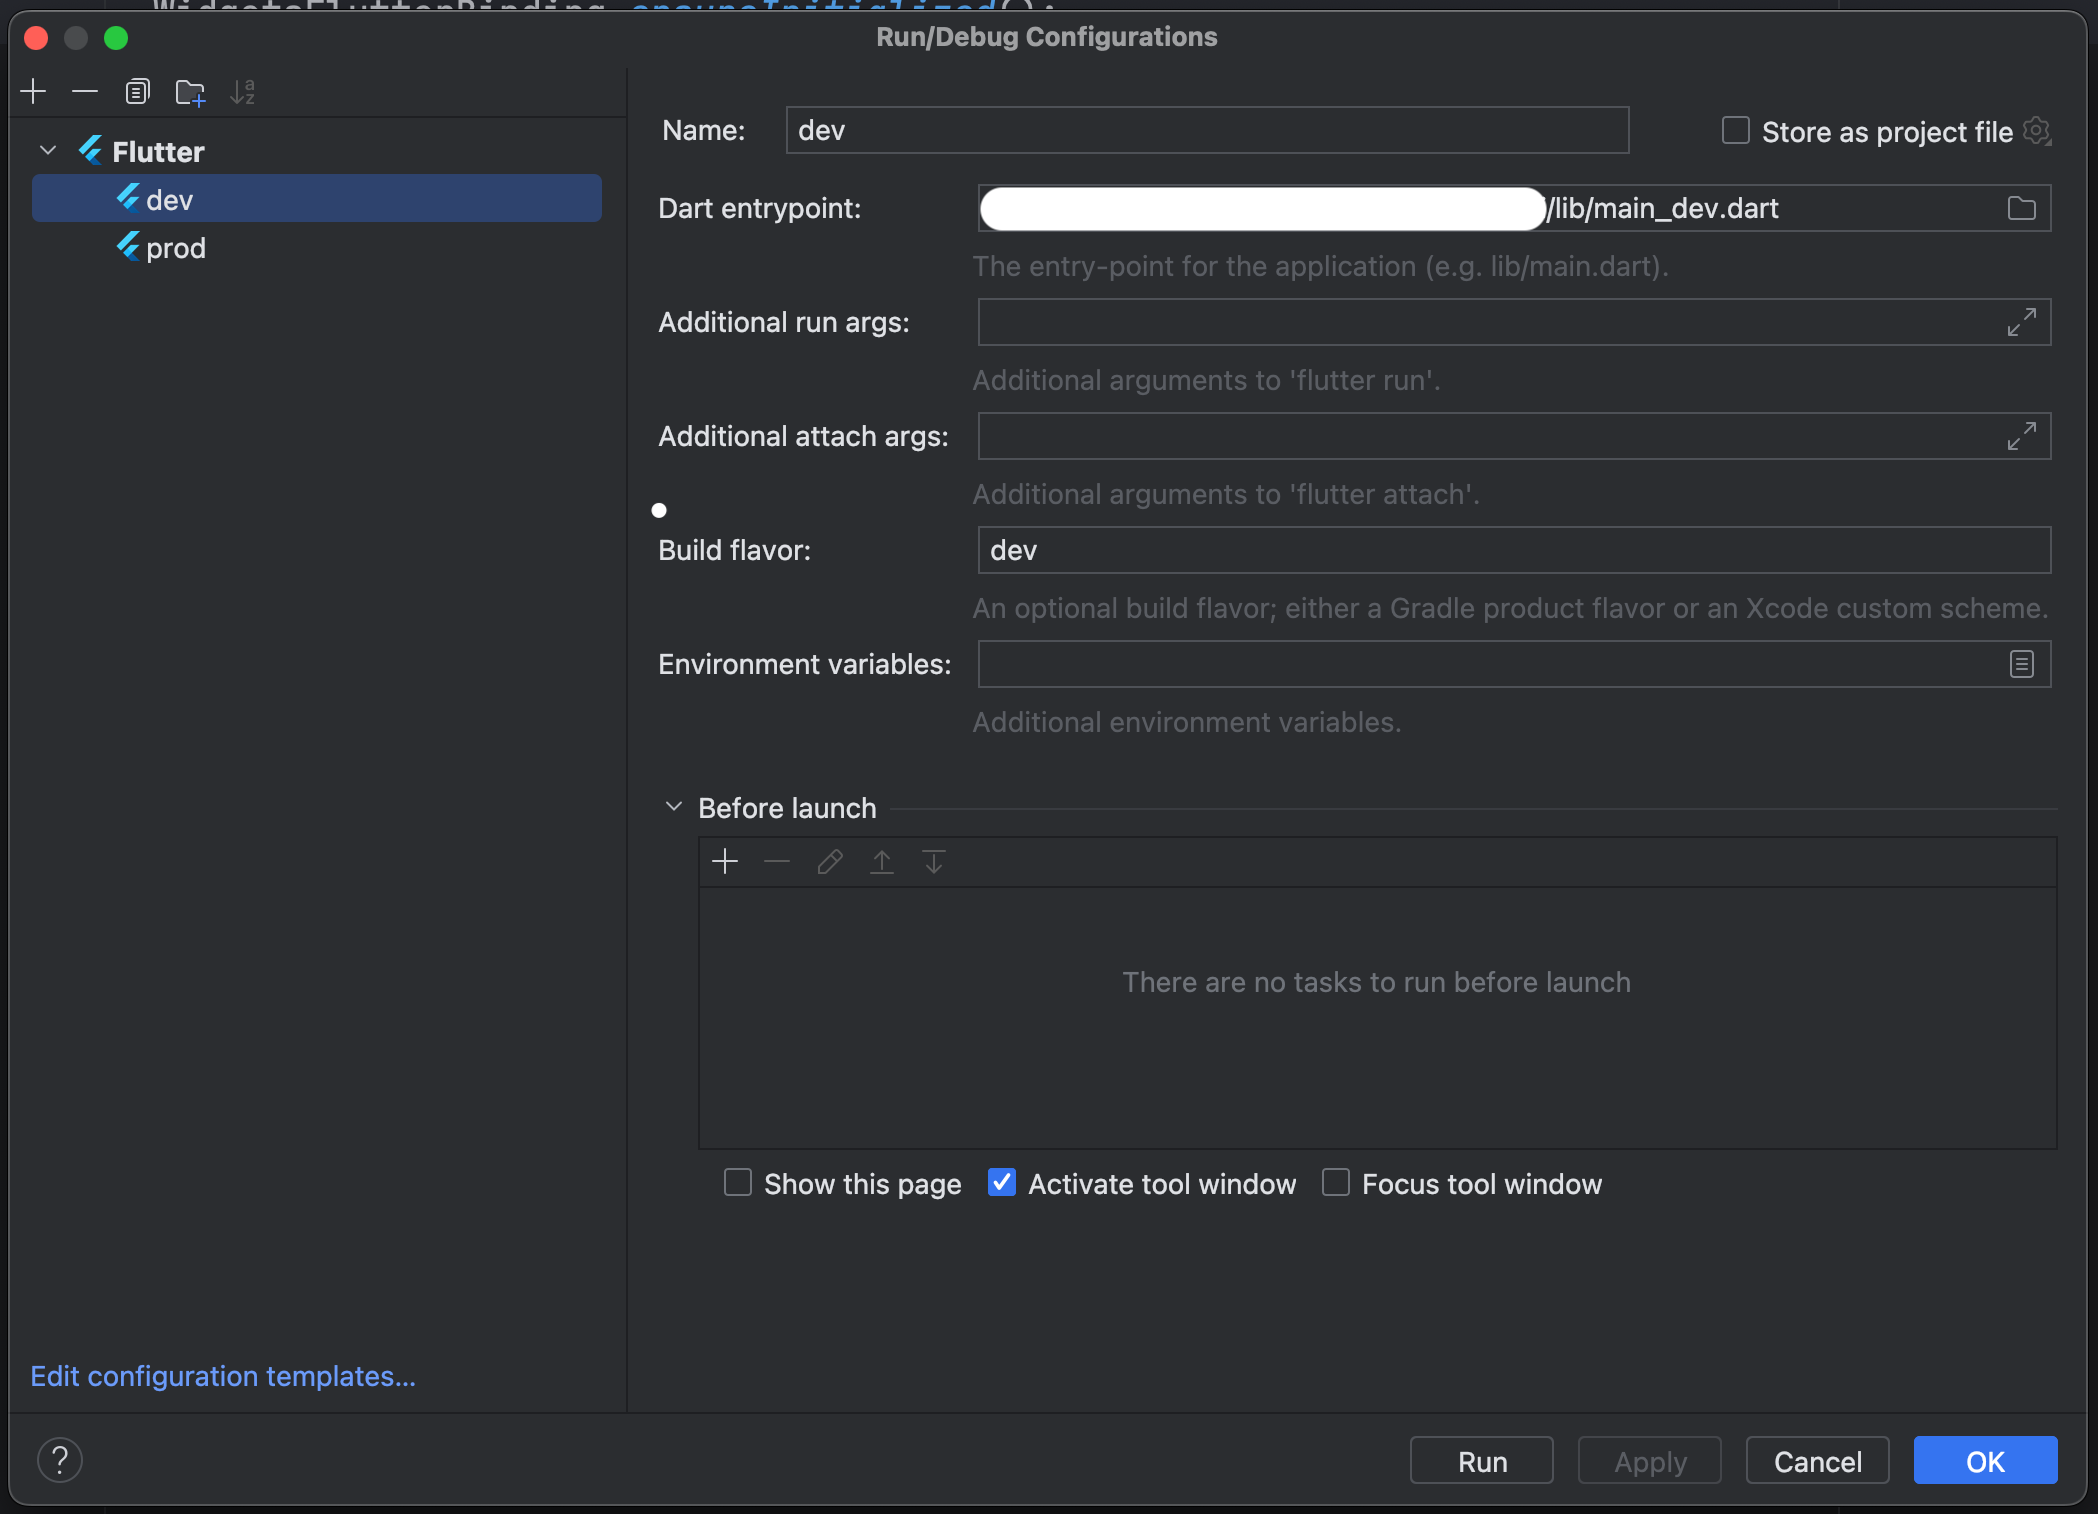 WidgetsFlutterBinding.ensureInitialized();
Run/Debug Configurations
Flutter
dev
prod
Name:
dev
Store as project file
Dart entrypoint:
/lib/main_dev.dart
The entry-point for the application (e.g. lib/main.dart).
Additional run args:
Additional arguments to 'flutter run'.
Additional attach args:
Additional arguments to 'flutter attach'.
Build flavor:
dev
An optional build flavor; either a Gradle product flavor or an Xcode custom scheme.
Environment variables:
Additional environment variables.
Before launch
There are no tasks to run before launch
Show this page
Activate tool window
Focus tool window
Edit configuration templates...
?
Run
Apply
Cancel
OK